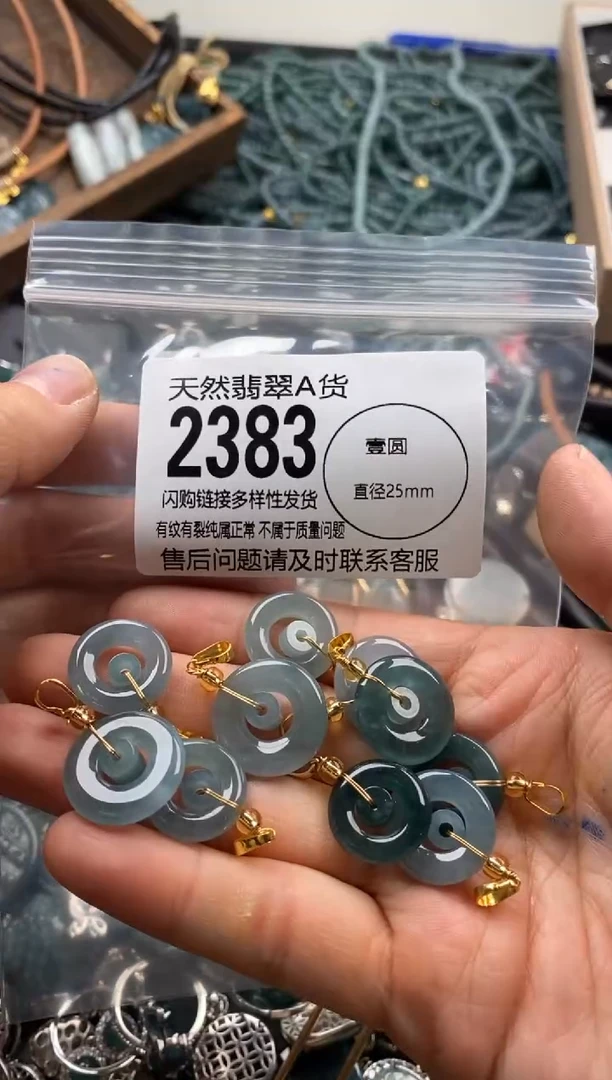 天然翡翠A货
2383
闪购链接多样性发货
有纹有裂纯属正常 不属于质量问题
售后问题请及时联系客服
壹圆
直径25mm